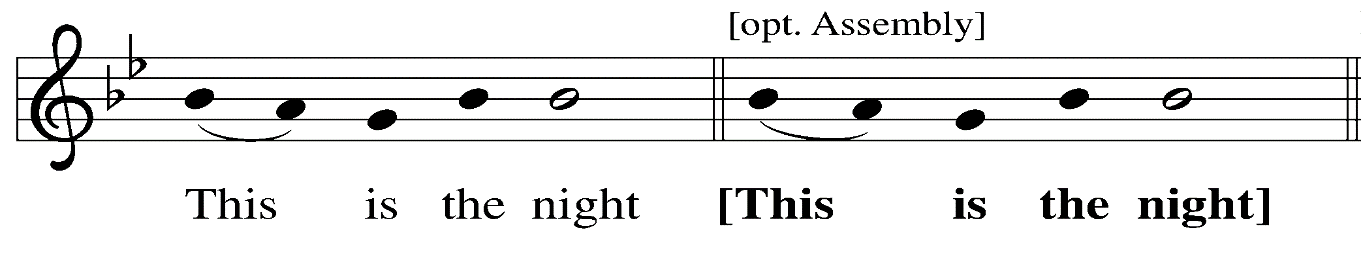 [opt. Assembly]
This is the night [This is the night]